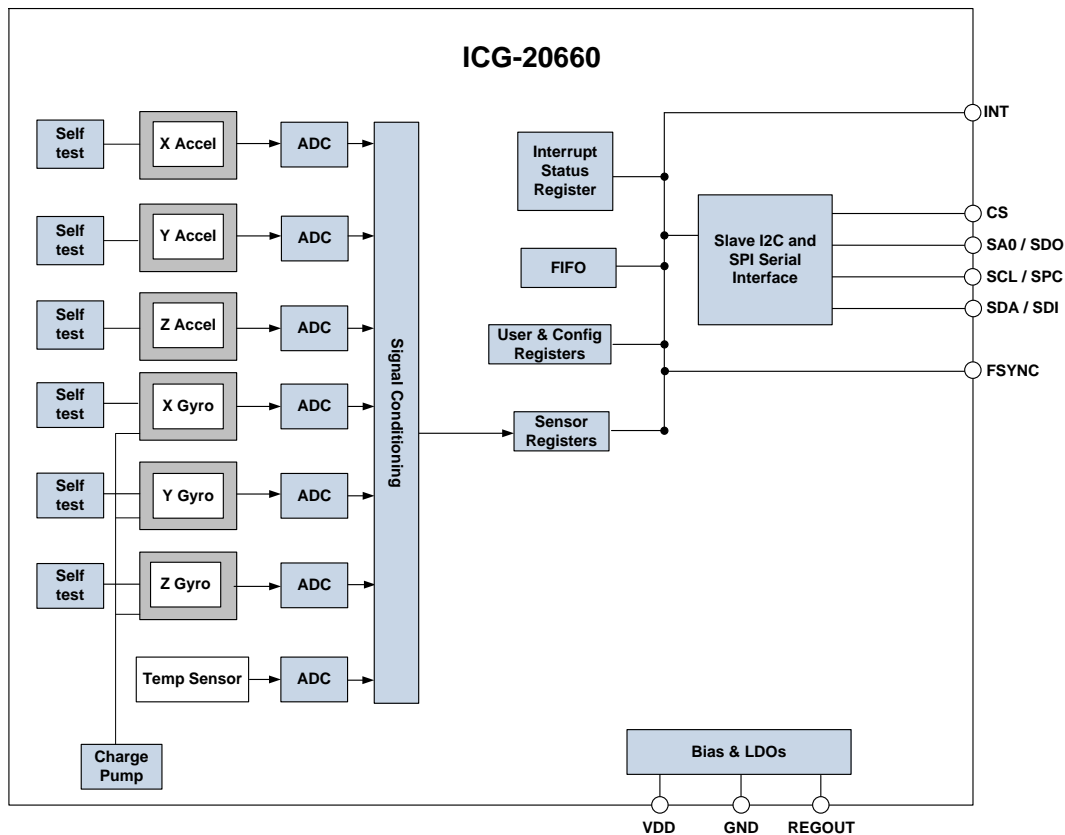 ICG-20660
Self
test
X Accel
ADC
Self
test
Y Accel
ADC
Self
test
Z Accel
ADC
Self
test
X Gyro
ADC
Self
test
Y Gyro
ADC
Self
test
Z Gyro
ADC
Temp Sensor
ADC
Charge
Pump
Signal Conditioning
Interrupt
Status
Register
FIFO
User & Config
Registers
Sensor
Registers
Slave I2C and
SPI Serial
Interface
INT
CS
SA0 / SDO
SCL / SPC
SDA / SDI
FSYNC
Bias & LDOs
VDD
GND
REGOUT